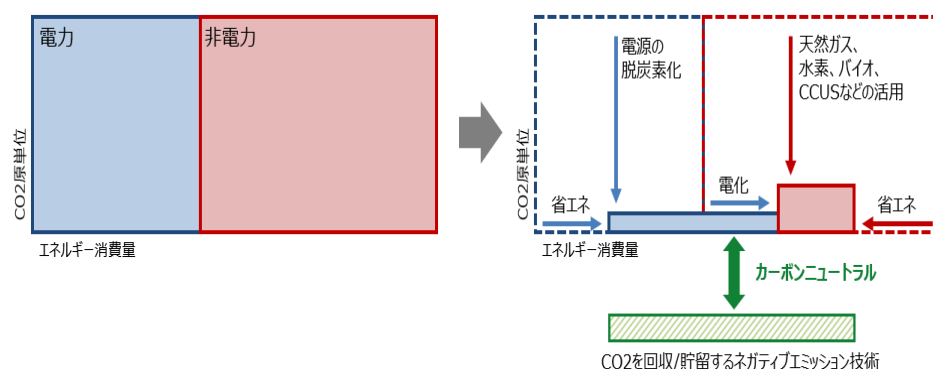 電力
非電力
CO2原単位
エネルギー消費量
電源の
脱炭素化
天然ガス、
水素、バイオ、
CCUSなどの活用
CO2原単位
省エネ
電化
省エネ
エネルギー消費量
カーボンニュートラル
CO2を回収/貯留するネガティブエミッション技術